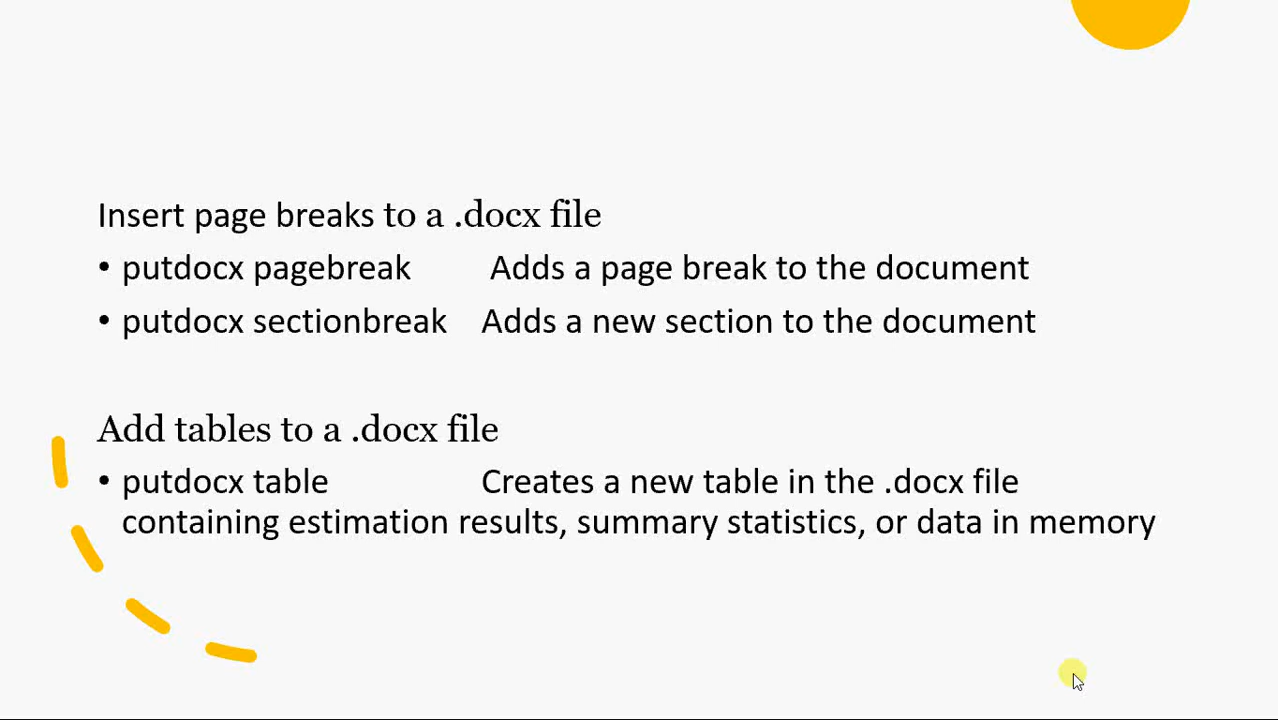 Insert page breaks to a .docx file
• putdocx pagebreak Adds a page break to the document
• putdocx sectionbreak Adds a new section to the document
Add tables to a .docx file
• putdocx table Creates a new table in the .docx file
containing estimation results, summary statistics, or data in memory